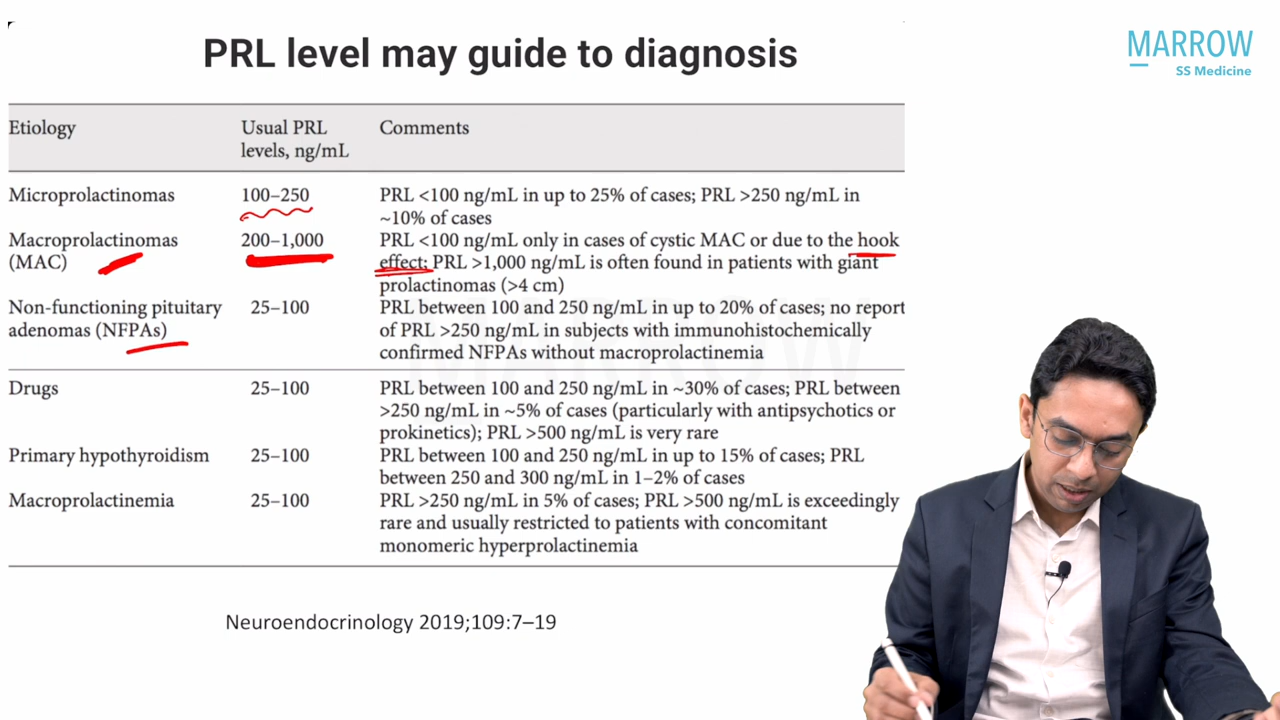 PRL level may guide to diagnosis
MARROW
SS Medicine
Etiology Usual PRL levels, ng/mL Comments
Microprolactinomas 100–250 PRL <100 ng/mL in up to 25% of cases; PRL >250 ng/mL in
~10% of cases
Macroprolactinomas 200–1,000 PRL <100 ng/mL only in cases of cystic MAC or due to the hook
(MAC) effect; PRL >1,000 ng/mL is often found in patients with giant
prolactinomas (>4 cm)
Non-functioning pituitary 25–100 PRL between 100 and 250 ng/mL in up to 20% of cases; no report
adenomas (NFPAs) of PRL >250 ng/mL in subjects with immunohistochemically
confirmed NFPAs without macroprolactinemia
Drugs 25–100 PRL between 100 and 250 ng/mL in ~30% of cases; PRL between
>250 ng/mL in ~5% of cases (particularly with antipsychotics or
prokinetics); PRL >500 ng/mL is very rare
Primary hypothyroidism 25–100 PRL between 100 and 250 ng/mL in up to 15% of cases; PRL
between 250 and 300 ng/mL in 1–2% of cases
Macroprolactinemia 25–100 PRL >250 ng/mL in 5% of cases; PRL >500 ng/mL is exceedingly
rare and usually restricted to patients with concomitant
monomeric hyperprolactinemia
Neuroendocrinology 2019;109:7–19